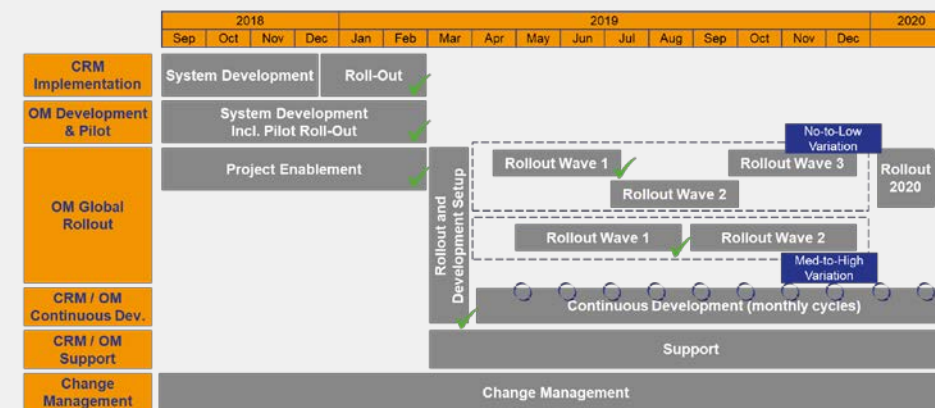 2018 2019 2020
Sep Oct Nov Dec Jan Feb Mar Apr May Jun Jul Aug Sep Oct Nov Dec
CRM
Implementation
System Development
Roll-Out
OM Development
& Pilot
System Development
Incl. Pilot Roll-Out
OM Global
Rollout
Project Enablement
Rollout and
Development Setup
No-to-Low
Variation
Rollout Wave 1
Rollout Wave 3
Rollout Wave 2
Rollout
2020
Rollout Wave 1
Rollout Wave 2
Med-to-High
Variation
CRM / OM
Continuous Dev.
Continuous Development (monthly cycles)
CRM / OM
Support
Support
Change
Management
Change Management